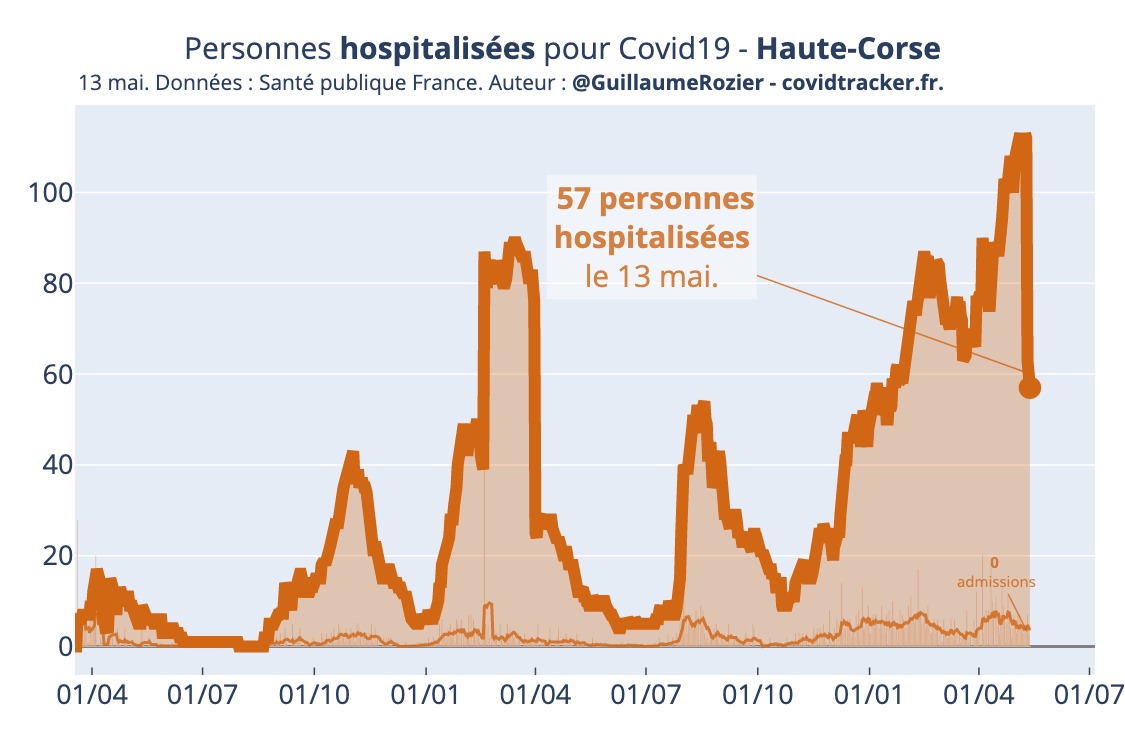 Personnes hospitalisées pour Covid19 - Haute-Corse
13 mai. Données : Santé publique France. Auteur : @GuillaumeRozier - covidtracker.fr.
100
80
60
40
20
0
57 personnes
hospitalisées
le 13 mai.
0
admissions
01/04 01/07 01/10 01/01 01/04 01/07 01/10 01/01 01/04 01/07